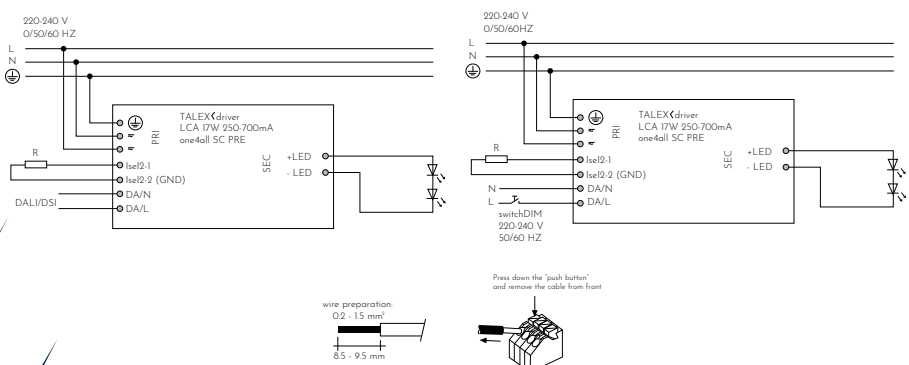 220-240 V
0/50/60 HZ
L
N
TALEX driver
LCA 17W 250-700mA
one4all SC PRE
PRI
SEC
+LED
- LED
R
Isel2-1
Isel2-2 (GND)
DA/N
DA/L
DALI/DSI
220-240 V
0/50/60HZ
L
N
TALEX driver
LCA 17W 250-700mA
one4all SC PRE
PRI
SEC
+LED
- LED
R
Isel2-1
Isel2-2 (GND)
N
DA/N
L
DA/L
switchDIM
220-240 V
50/60 HZ
wire preparation:
0.2 - 1.5 mm²
8.5 - 9.5 mm
Press down the "push button"
and remove the cable from front